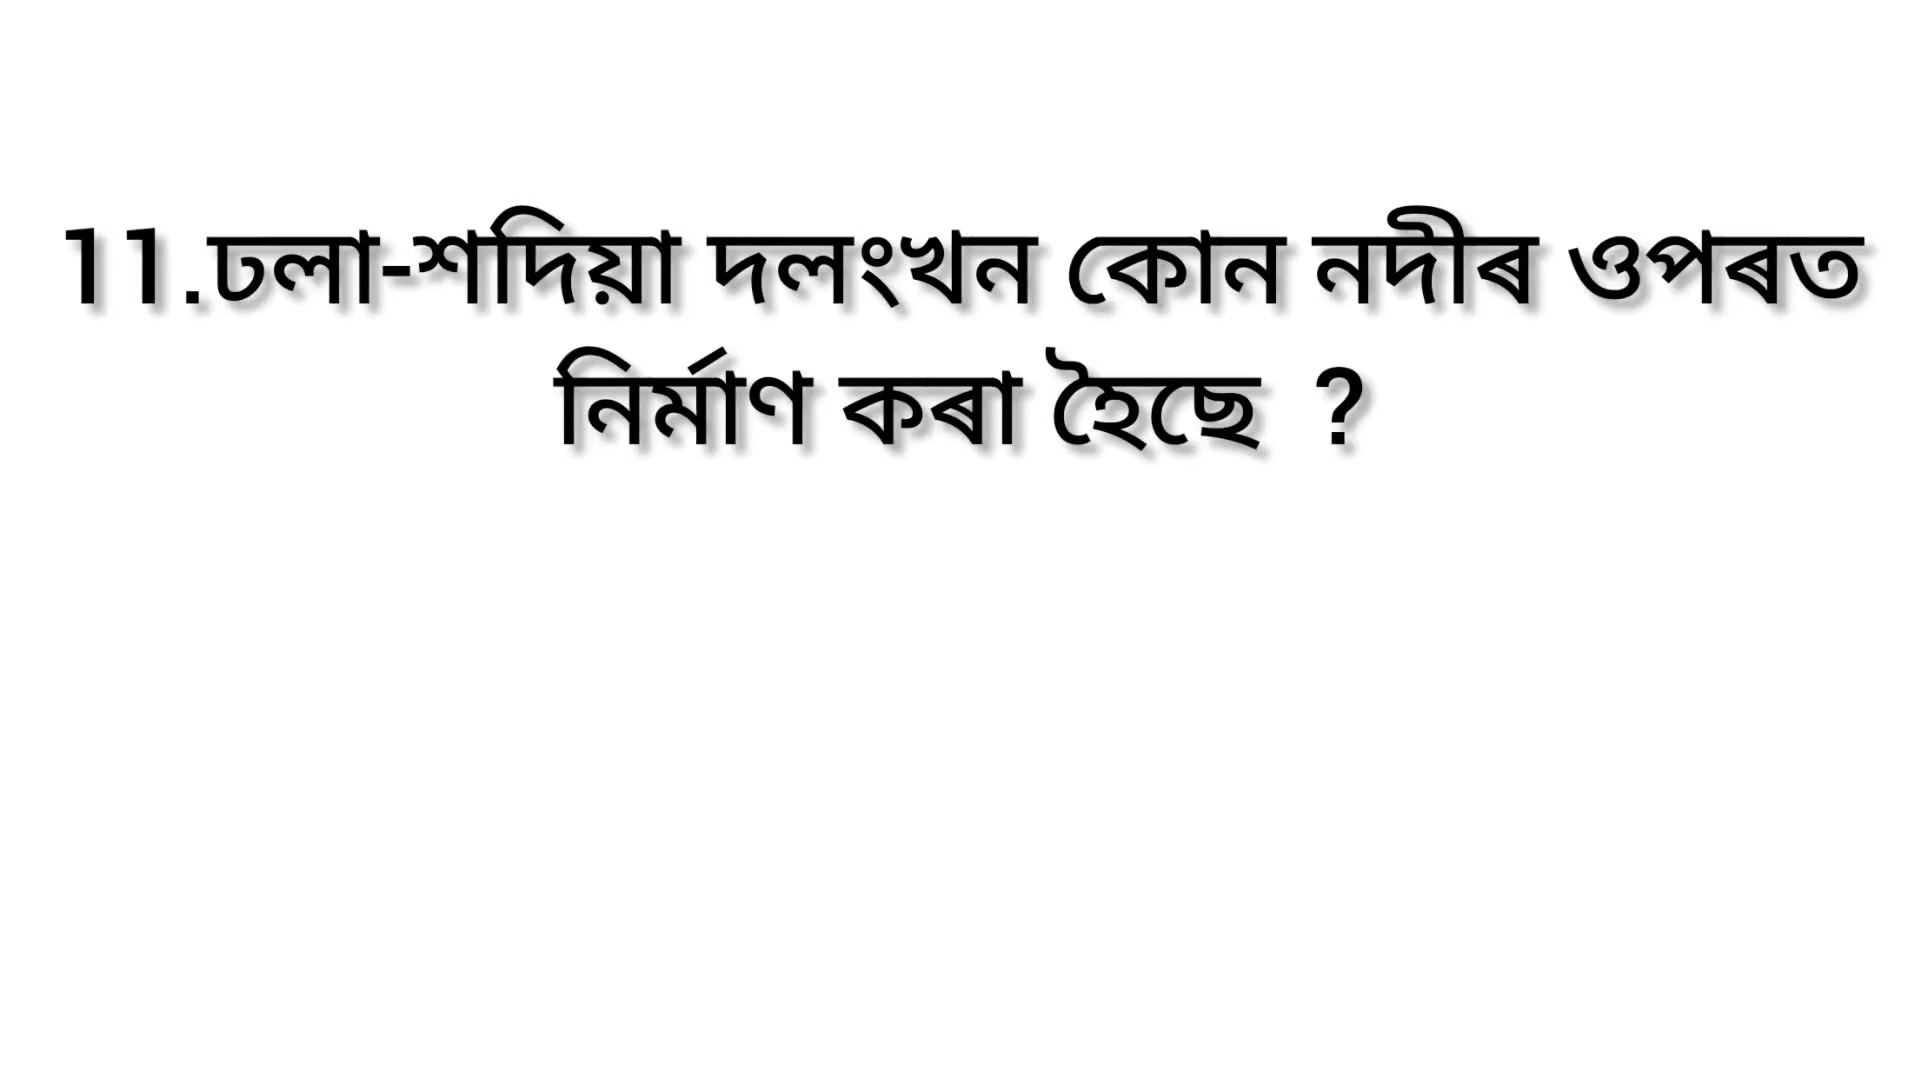 11.ঢলা-শদিয়া দলংখন কোন নদীৰ ওপৰত
নিৰ্মাণ কৰা হৈছে ?